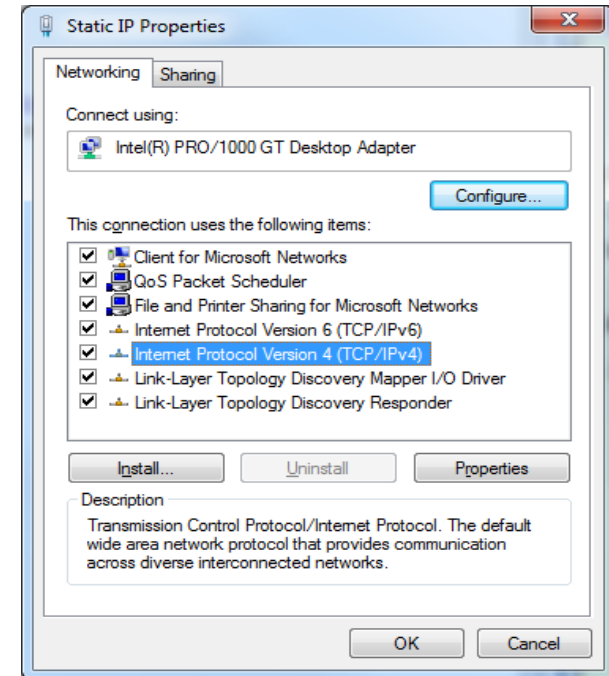 Static IP Properties
Networking
Sharing
Connect using:
Intel(R) PRO/1000 GT Desktop Adapter
Configure...
This connection uses the following items:
Client for Microsoft Networks
QoS Packet Scheduler
File and Printer Sharing for Microsoft Networks
Internet Protocol Version 6 (TCP/IPv6)
Internet Protocol Version 4 (TCP/IPv4)
Link-Layer Topology Discovery Mapper I/O Driver
Link-Layer Topology Discovery Responder
Install...
Uninstall
Properties
Description
Transmission Control Protocol/Internet Protocol. The default
wide area network protocol that provides communication
across diverse interconnected networks.
OK
Cancel